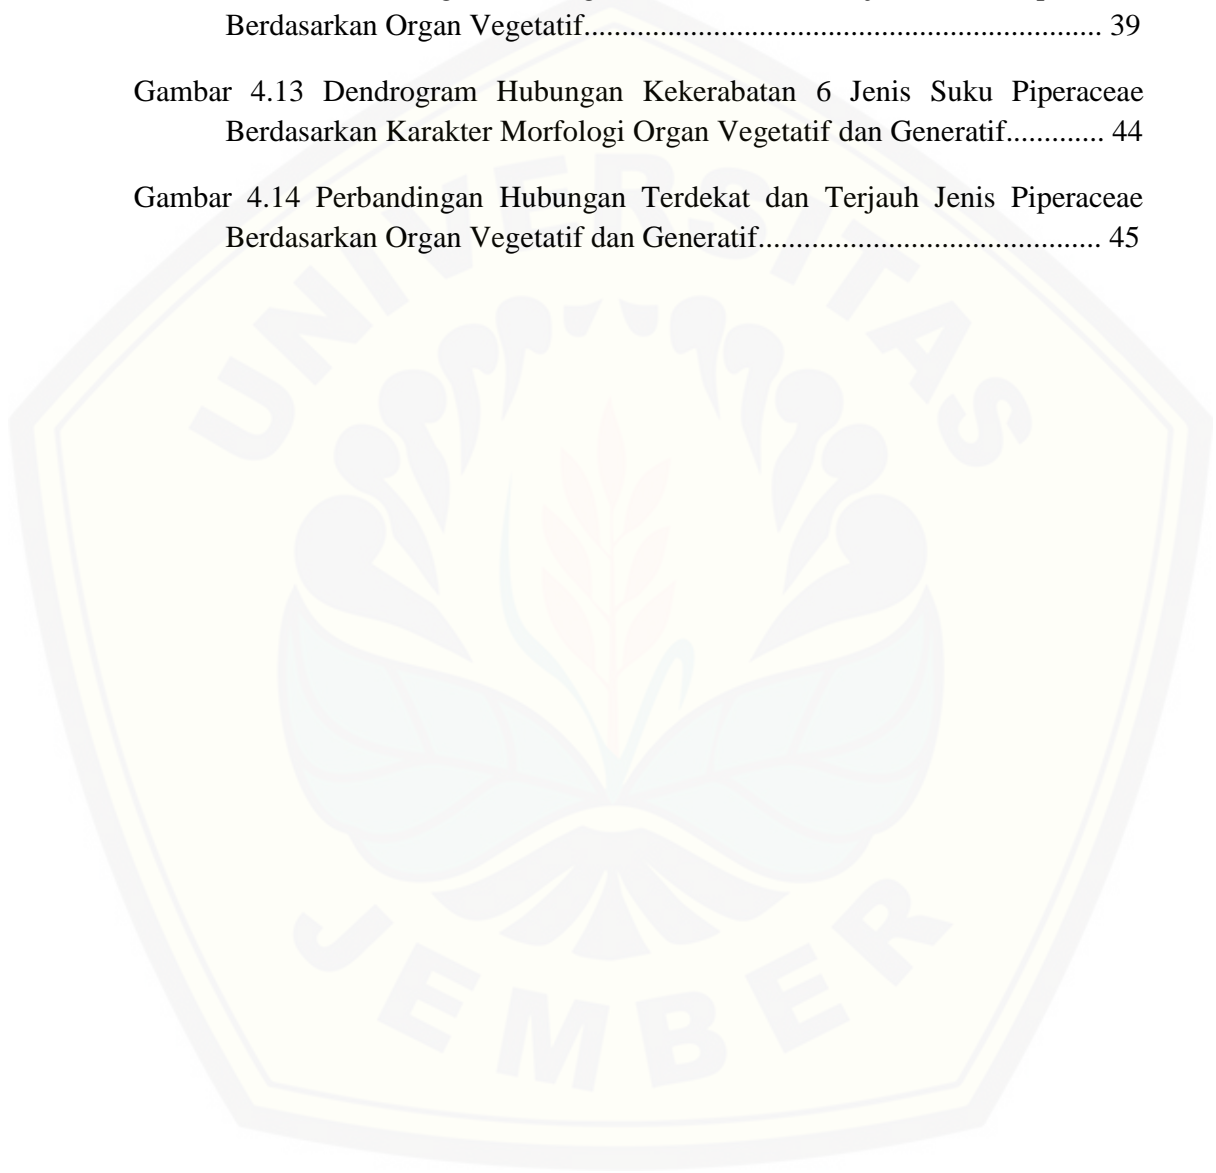 Berdasarkan Organ Vegetatif.................................................................... 39
Gambar 4.13 Dendrogram Hubungan Kekerabatan 6 Jenis Suku Piperaceae
Berdasarkan Karakter Morfologi Organ Vegetatif dan Generatif............. 44
Gambar 4.14 Perbandingan Hubungan Terdekat dan Terjauh Jenis Piperaceae
Berdasarkan Organ Vegetatif dan Generatif............................................. 45
UNIVERSITAS
JEMBER